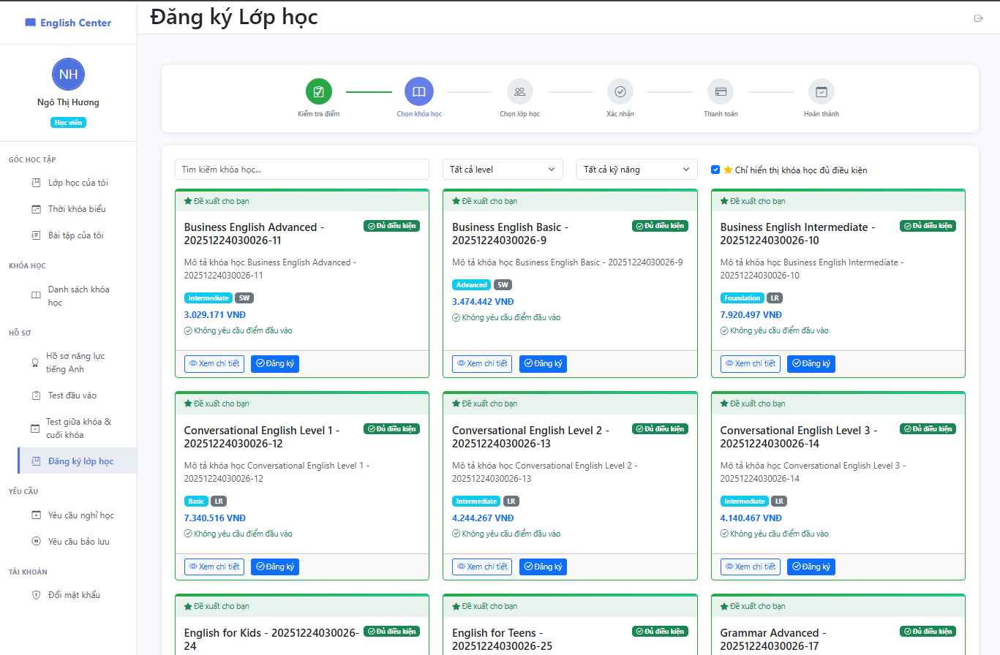 English Center
Đăng ký Lớp học
NH
Ngô Thị Hương
Học viên
GÓC HỌC TẬP
Lớp học của tôi
Thời khóa biểu
Bài tập của tôi
KHÓA HỌC
Danh sách khóa
học
HỒ SƠ
Hồ sơ năng lực
tiếng Anh
Test đầu vào
Test giữa khóa &
cuối khóa
Đăng ký lớp học
YÊU CẦU
Yêu cầu nghỉ học
Yêu cầu bảo lưu
TÀI KHOẢN
Đổi mật khẩu
Kiểm tra điểm
Chọn khóa học
Chọn lớp học
Xác nhận
Thanh toán
Hoàn thành
Tìm kiếm khóa học...
Tất cả level
Tất cả kỹ năng
Chỉ hiển thị khóa học đủ điều kiện
Đề xuất cho bạn
Business English Advanced -
20251224030026-11
Đủ điều kiện
Mô tả khóa học Business English Advanced -
20251224030026-11
Intermediate SW
3.029.171 VNĐ
Không yêu cầu điểm đầu vào
Xem chi tiết Đăng ký
Đề xuất cho bạn
Business English Basic -
20251224030026-9
Đủ điều kiện
Mô tả khóa học Business English Basic - 20251224030026-9
Advanced SW
3.474.442 VNĐ
Không yêu cầu điểm đầu vào
Xem chi tiết Đăng ký
Đề xuất cho bạn
Business English Intermediate -
20251224030026-10
Đủ điều kiện
Mô tả khóa học Business English Intermediate -
20251224030026-10
Foundation LR
7.920.497 VNĐ
Không yêu cầu điểm đầu vào
Xem chi tiết Đăng ký
Đề xuất cho bạn
Conversational English Level 1 -
20251224030026-12
Đủ điều kiện
Mô tả khóa học Conversational English Level 1 -
20251224030026-12
Basic LR
7.340.516 VNĐ
Không yêu cầu điểm đầu vào
Xem chi tiết Đăng ký
Đề xuất cho bạn
Conversational English Level 2 -
20251224030026-13
Đủ điều kiện
Mô tả khóa học Conversational English Level 2 -
20251224030026-13
Intermediate LR
4.244.267 VNĐ
Không yêu cầu điểm đầu vào
Xem chi tiết Đăng ký
Đề xuất cho bạn
Conversational English Level 3 -
20251224030026-14
Đủ điều kiện
Mô tả khóa học Conversational English Level 3 -
20251224030026-14
Intermediate LR
4.140.467 VNĐ
Không yêu cầu điểm đầu vào
Xem chi tiết Đăng ký
Đề xuất cho bạn
English for Kids - 20251224030026-
24
Đủ điều kiện
Đề xuất cho bạn
English for Teens -
20251224030026-25
Đủ điều kiện
Đề xuất cho bạn
Grammar Advanced -
20251224030026-17
Đủ điều kiện